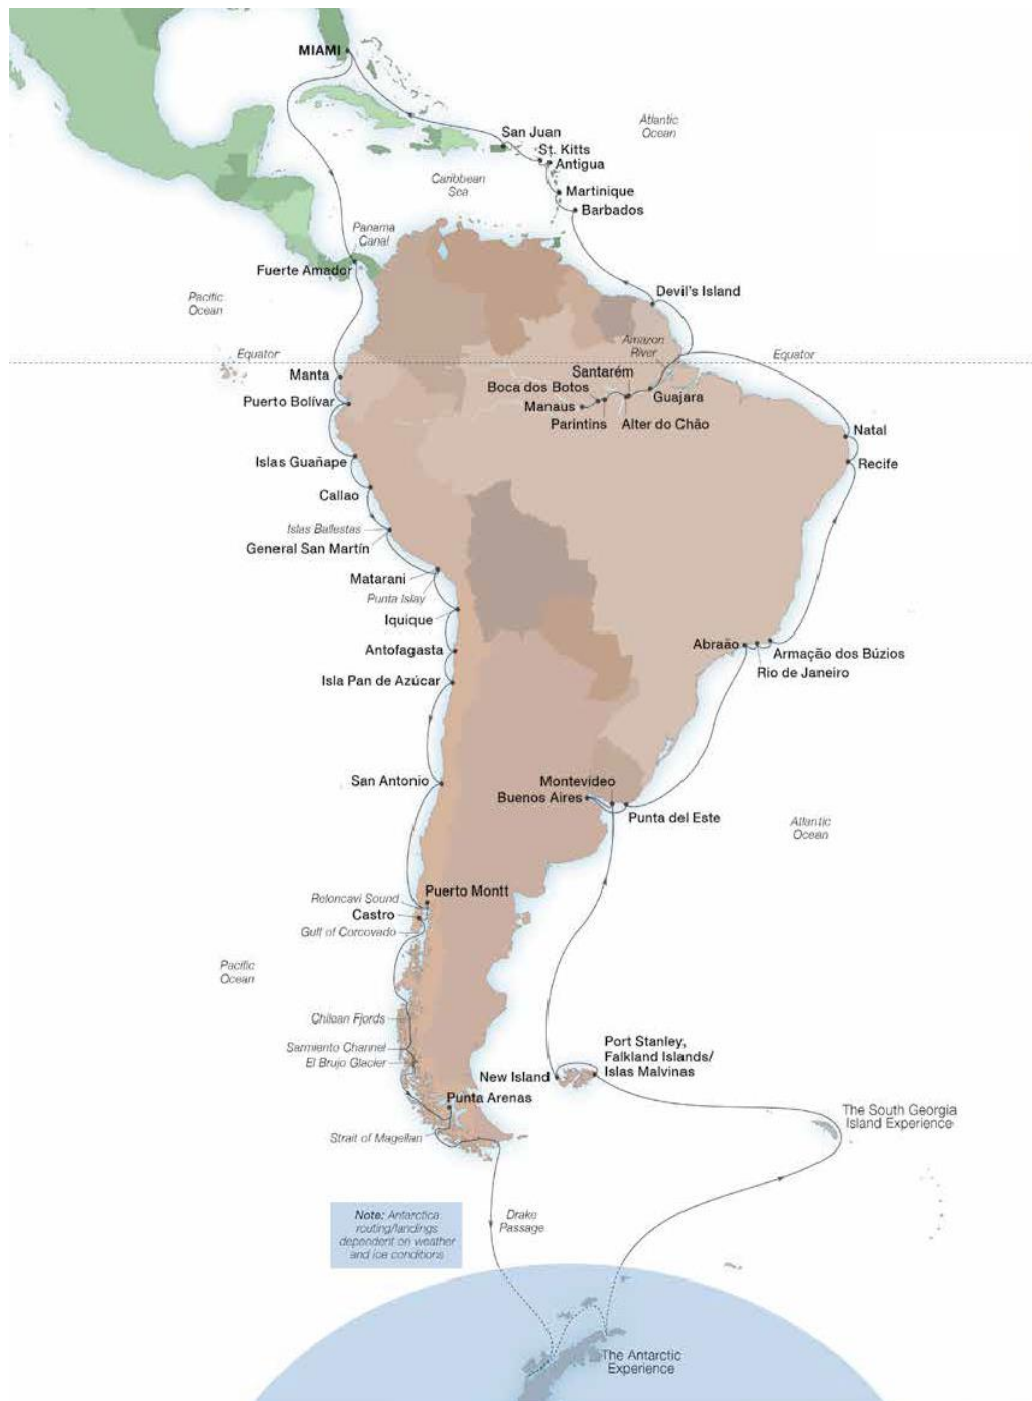 MIAMI
Atlantic
Ocean
San Juan
St. Kitts
Antigua
Caribbean
Sea
Martinique
Barbados
Panama
Canal
Fuerte Amador
Pacific
Ocean
Devil's Island
Amazon
River
Equator
Equator
Santarém
Manta
Boca dos Botos
Guajara
Puerto Bolívar
Manaus
Parintins
Alter do Chão
Natal
Recife
Islas Guañape
Callao
Islas Ballestas
General San Martín
Matarani
Punta Islay
Iquique
Abraão
Armação dos Búzios
Rio de Janeiro
Antofagasta
Isla Pan de Azúcar
San Antonio
Montevideo
Buenos Aires
Punta del Este
Atlantic
Ocean
Puerto Montt
Reloncavi Sound
Castro
Gulf of Corcovado
Pacific
Ocean
Chiloan Fjords
Sarmiento Channel
El Brujo Glacier
Port Stanley,
Falkland Islands/
Islas Malvinas
New Island
Punta Arenas
The South Georgia
Island Experience
Strait of Magellan
Note: Antarctica
routing/landings
dependent on weather
and ice conditions
Drake
Passage
The Antarctic
Experience